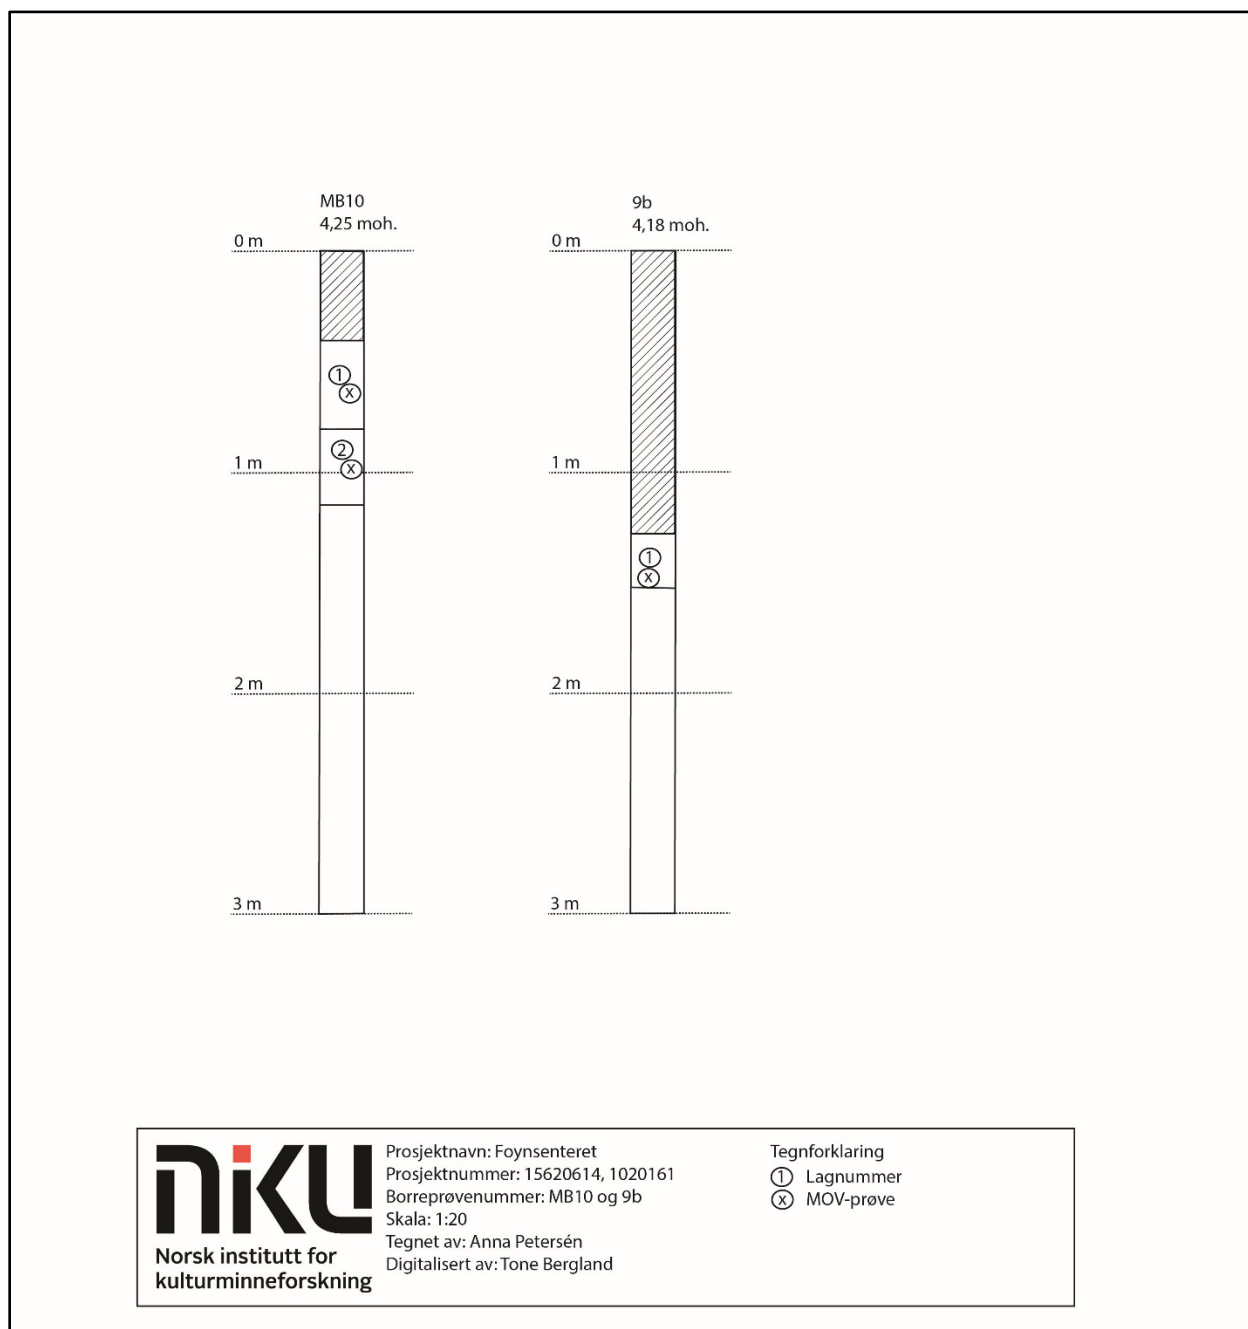 MB10
4,25 moh.
0 m
1
x
2
1 m
x
2 m
3 m
9b
4,18 moh.
0 m
1 m
1
x
2 m
3 m
NIKU
Norsk institutt for
kulturminneforskning
Prosjektnavn: Foynsenteret
Prosjektnummer: 15620614, 1020161
Borreprøvenummer: MB10 og 9b
Skala: 1:20
Tegnet av: Anna Petersén
Digitalisert av: Tone Bergland
Tegnforklaring
1 Lagnummer
x MOV-prøve